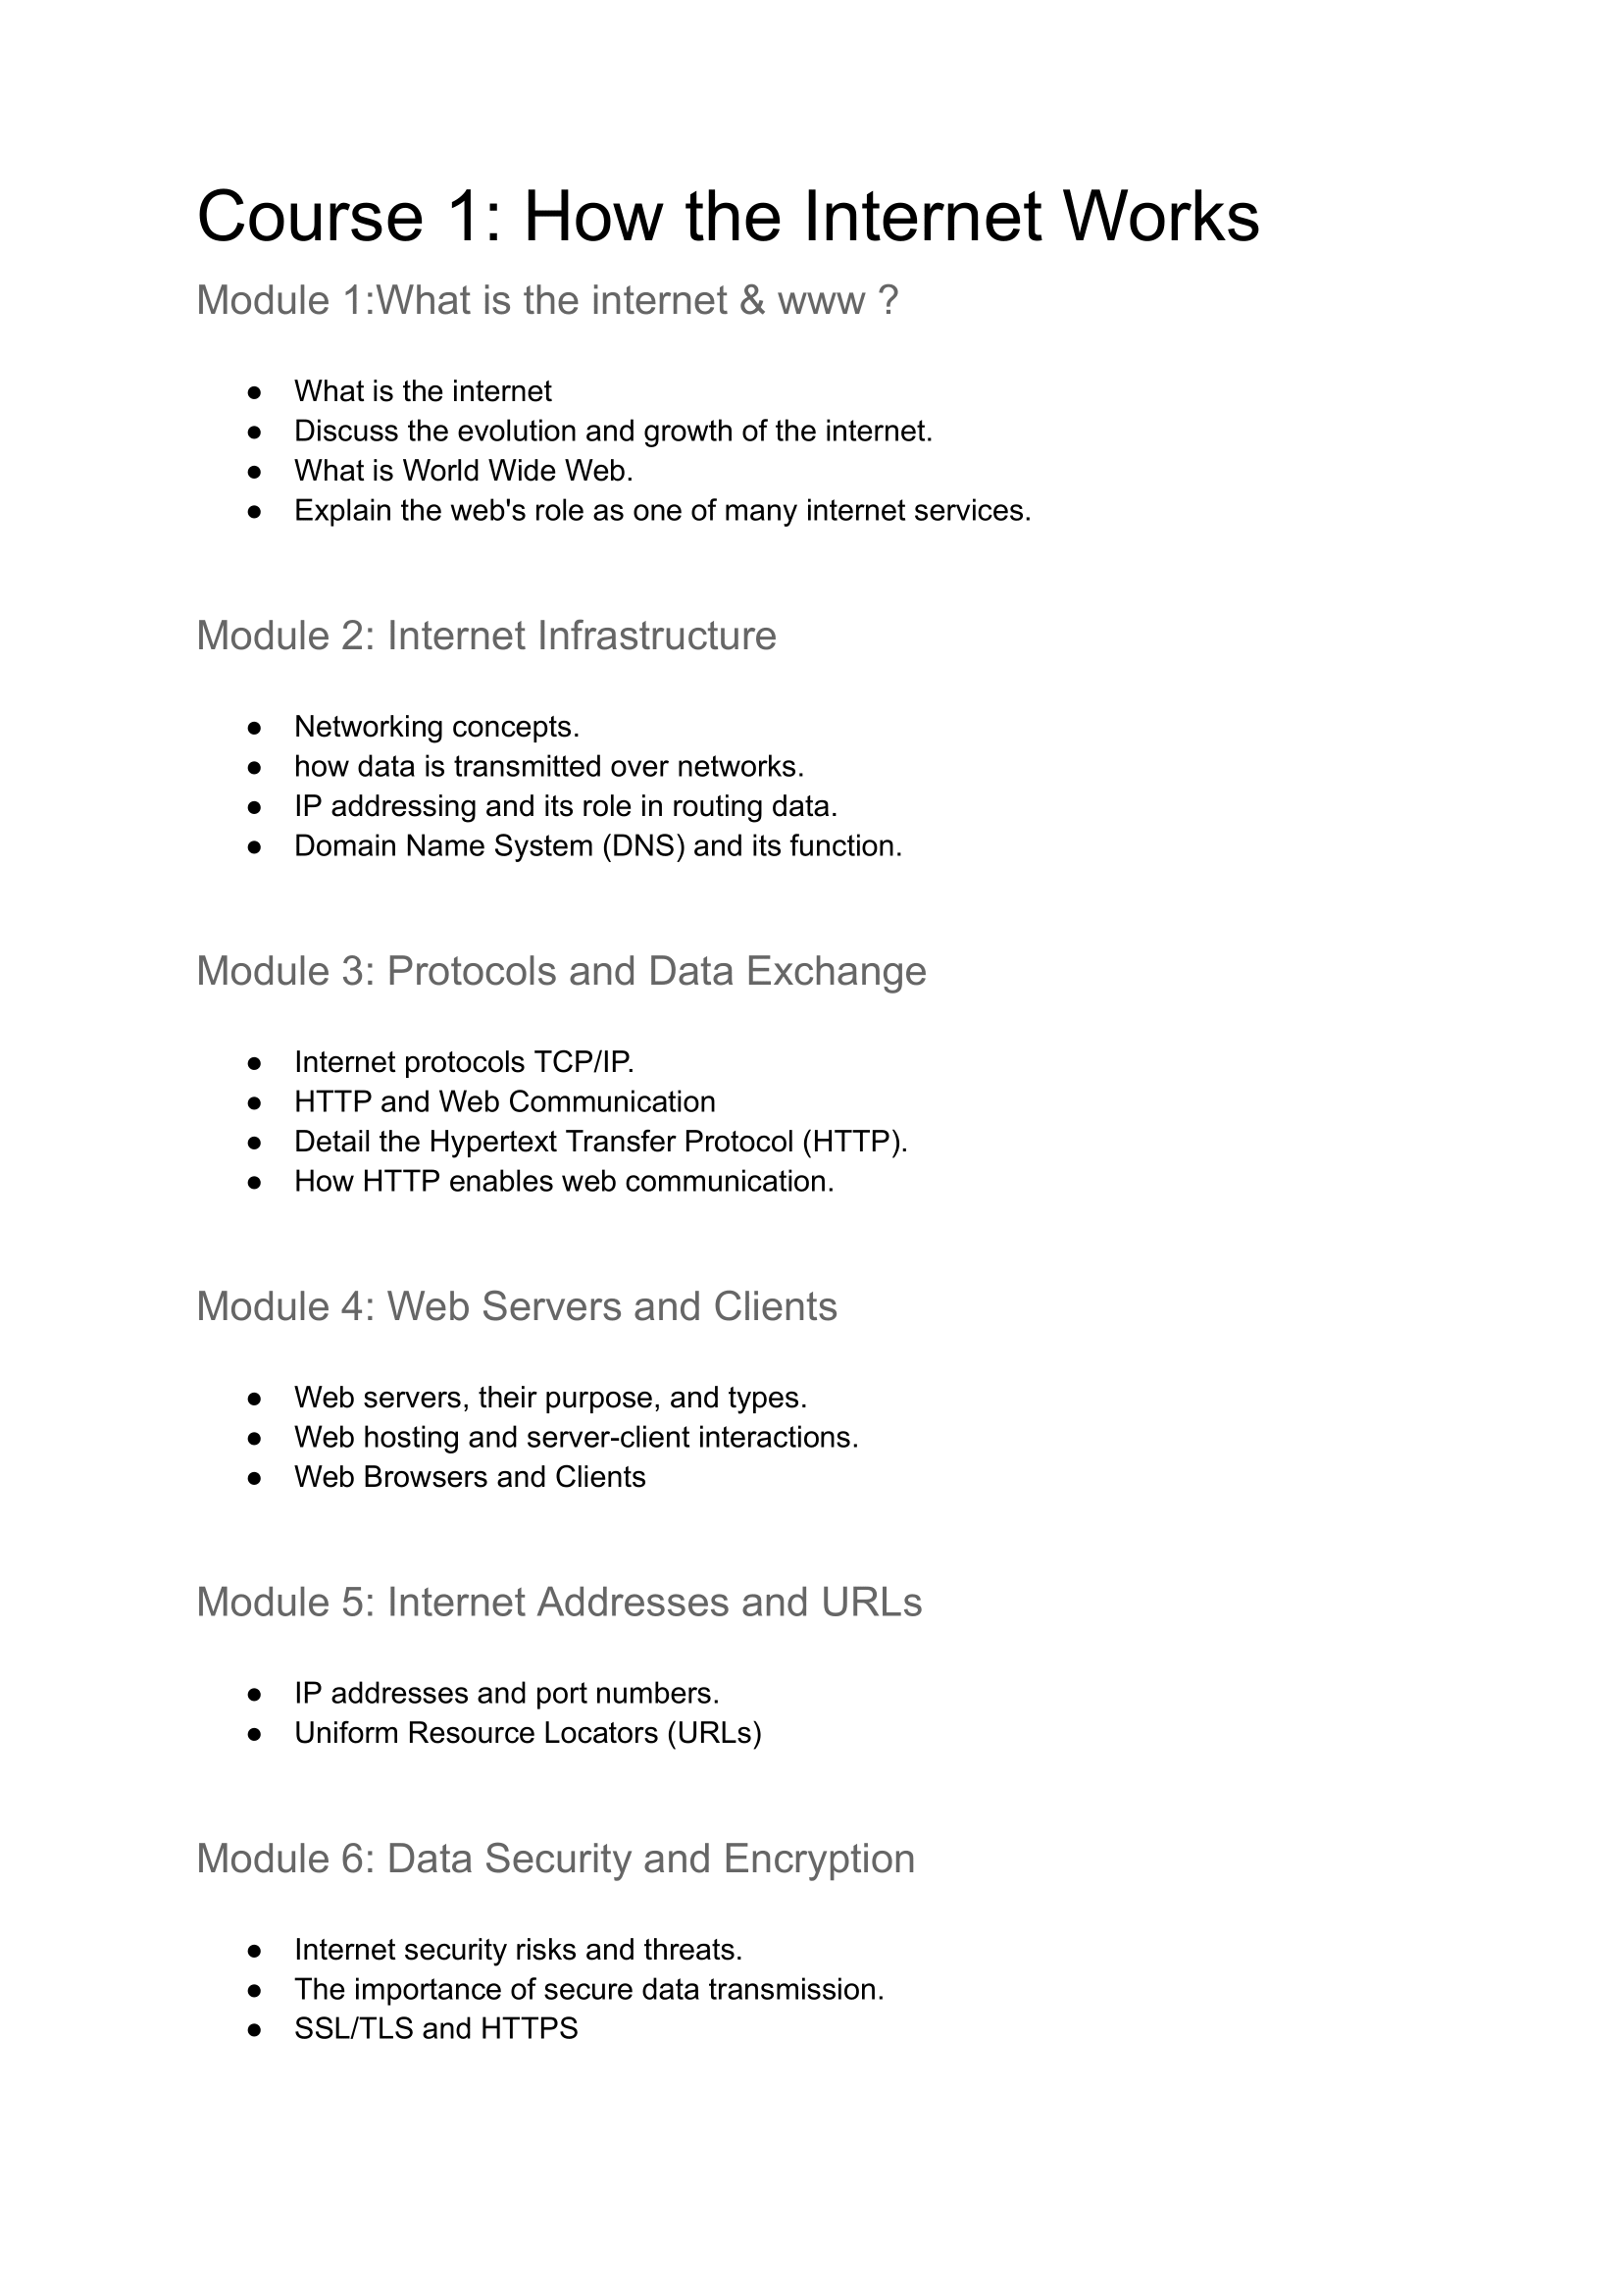 Course 1: How the Internet Works
Module 1:What is the internet & www ?
● What is the internet
● Discuss the evolution and growth of the internet.
● What is World Wide Web.
● Explain the web's role as one of many internet services.
Module 2: Internet Infrastructure
● Networking concepts.
● how data is transmitted over networks.
● IP addressing and its role in routing data.
● Domain Name System (DNS) and its function.
Module 3: Protocols and Data Exchange
● Internet protocols TCP/IP.
● HTTP and Web Communication
● Detail the Hypertext Transfer Protocol (HTTP).
● How HTTP enables web communication.
Module 4: Web Servers and Clients
● Web servers, their purpose, and types.
● Web hosting and server-client interactions.
● Web Browsers and Clients
Module 5: Internet Addresses and URLs
● IP addresses and port numbers.
● Uniform Resource Locators (URLs)
Module 6: Data Security and Encryption
● Internet security risks and threats.
● The importance of secure data transmission.
● SSL/TLS and HTTPS